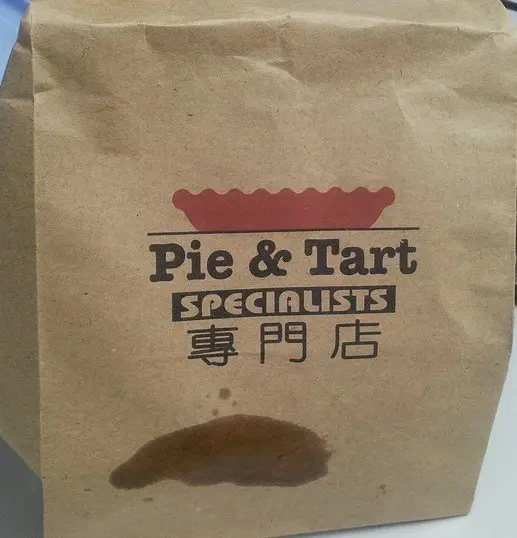 Pie & Tart
SPECIALISTS
專門店